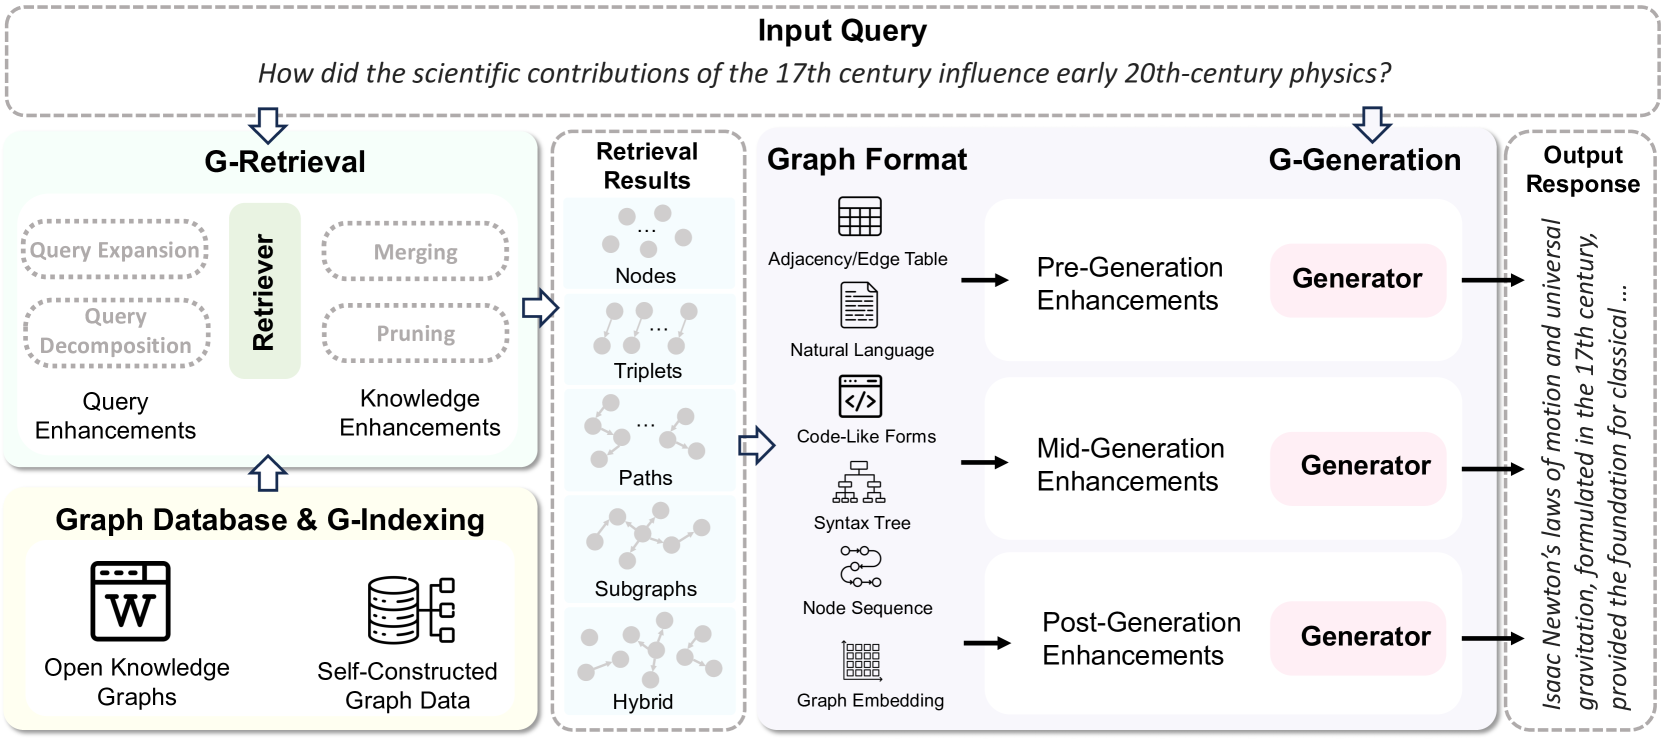 Input Query
How did the scientific contributions of the 17th century influence early 20th-century physics?
G-Retrieval
Query Expansion
Query
Decomposition
Query
Enhancements
Retriever
Merging
Pruning
Knowledge
Enhancements
Graph Database & G-Indexing
W
Open Knowledge
Graphs
Self-Constructed
Graph Data
Retrieval
Results
...
Nodes
...
Triplets
...
Paths
Subgraphs
Hybrid
Graph Format
Adjacency/Edge Table
Natural Language
</>
Code-Like Forms
Syntax Tree
Node Sequence
Graph Embedding
G-Generation
Pre-Generation
Enhancements
Generator
Mid-Generation
Enhancements
Generator
Post-Generation
Enhancements
Generator
Output
Response
Isaac Newton's laws of motion and universal
gravitation, formulated in the 17th century,
provided the foundation for classical ...